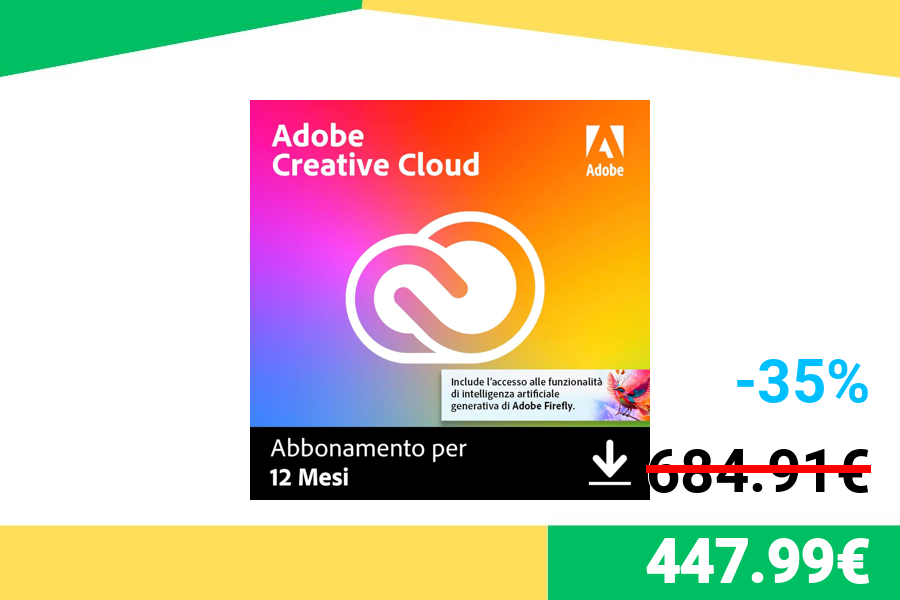 Adobe
Creative Cloud
Adobe
Include l'accesso alle funzionalità
di intelligenza artificiale
generativa di Adobe Firefly.
Abbonamento per
12 Mesi
-35%
684.91€
447.99€